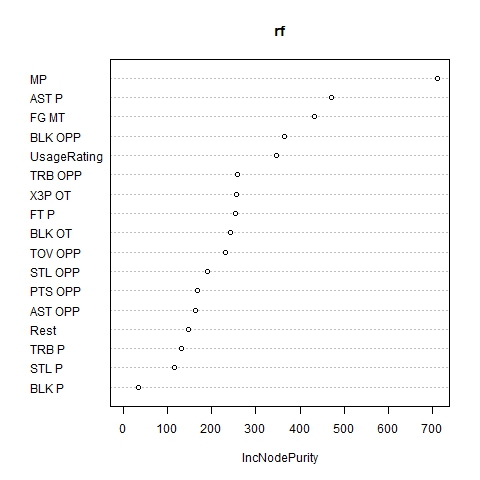 rf
MP
AST P
FG MT
BLK OPP
UsageRating
TRB OPP
X3P OT
FT P
BLK OT
TOV OPP
STL OPP
PTS OPP
AST OPP
Rest
TRB P
STL P
BLK P
0 100 200 300 400 500 600 700
IncNodePurity